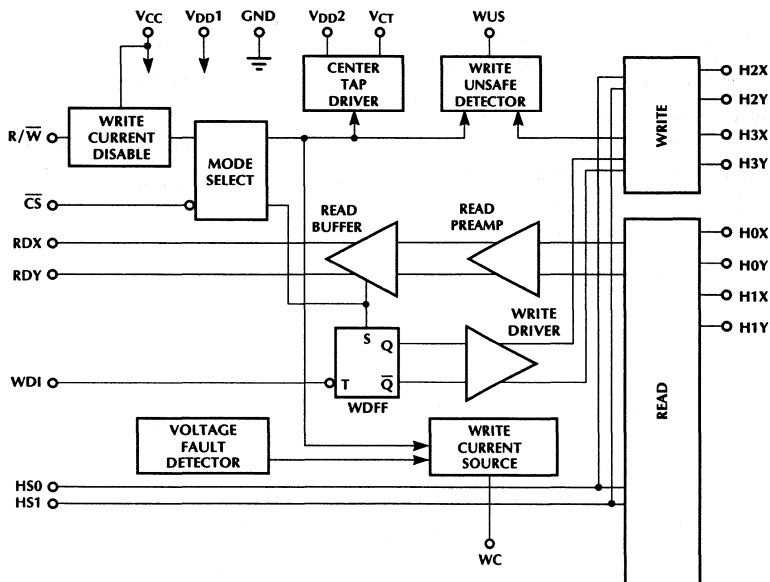 VCC VDD1 GND VDD2 VCT WUS
CENTER
TAP
DRIVER
WRITE
UNSAFE
DETECTOR
WRITE
H2X
H2Y
H3X
H3Y
R/W̅
WRITE
CURRENT
DISABLE
MODE
SELECT
C̅S̅
RDX
RDY
READ
BUFFER
READ
PREAMP
H0X
H0Y
H1X
H1Y
READ
WRITE
DRIVER
S
Q
T
Q̅
WDFF
WDI
VOLTAGE
FAULT
DETECTOR
WRITE
CURRENT
SOURCE
HS0
HS1
WC